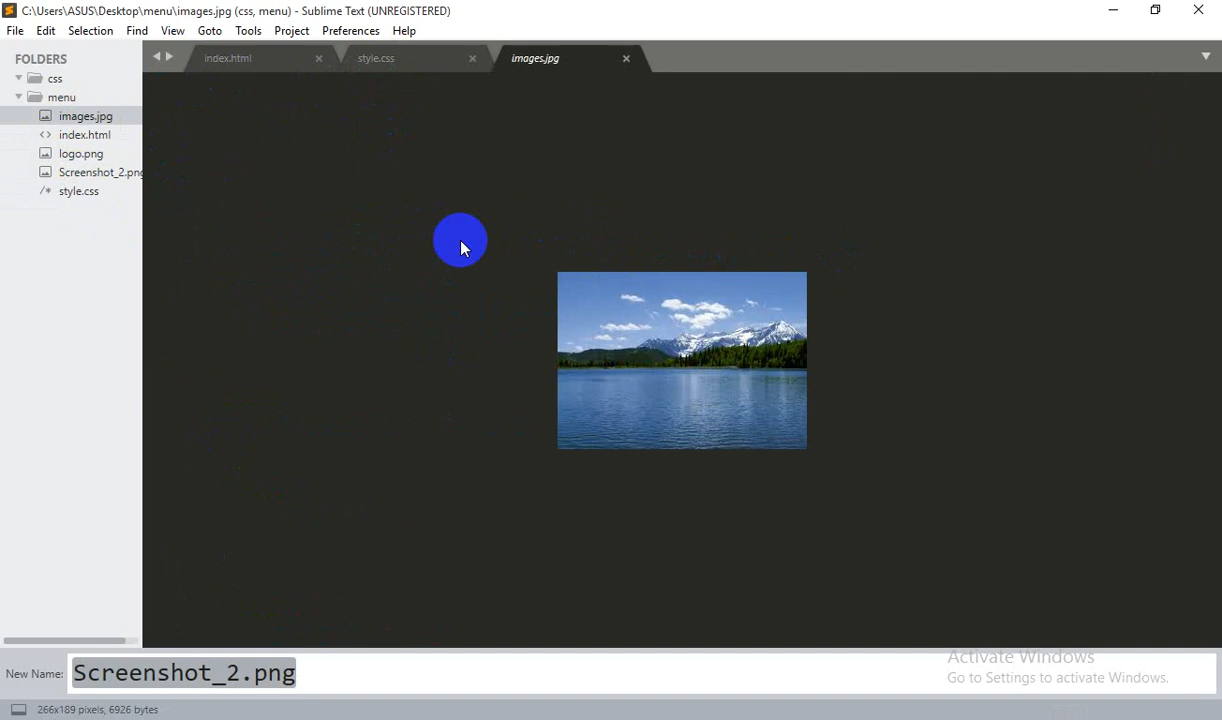 C:\Users\ASUS\Desktop\menu\images.jpg (css, menu) - Sublime Text (UNREGISTERED)
File Edit Selection Find View Goto Tools Project Preferences Help
FOLDERS
index.html
style.css
images.jpg
css
menu
images.jpg
index.html
logo.png
Screenshot_2.png
style.css
New Name: Screenshot_2.png
Activate Windows
Go to Settings to activate Windows.
266x189 pixels, 6926 bytes